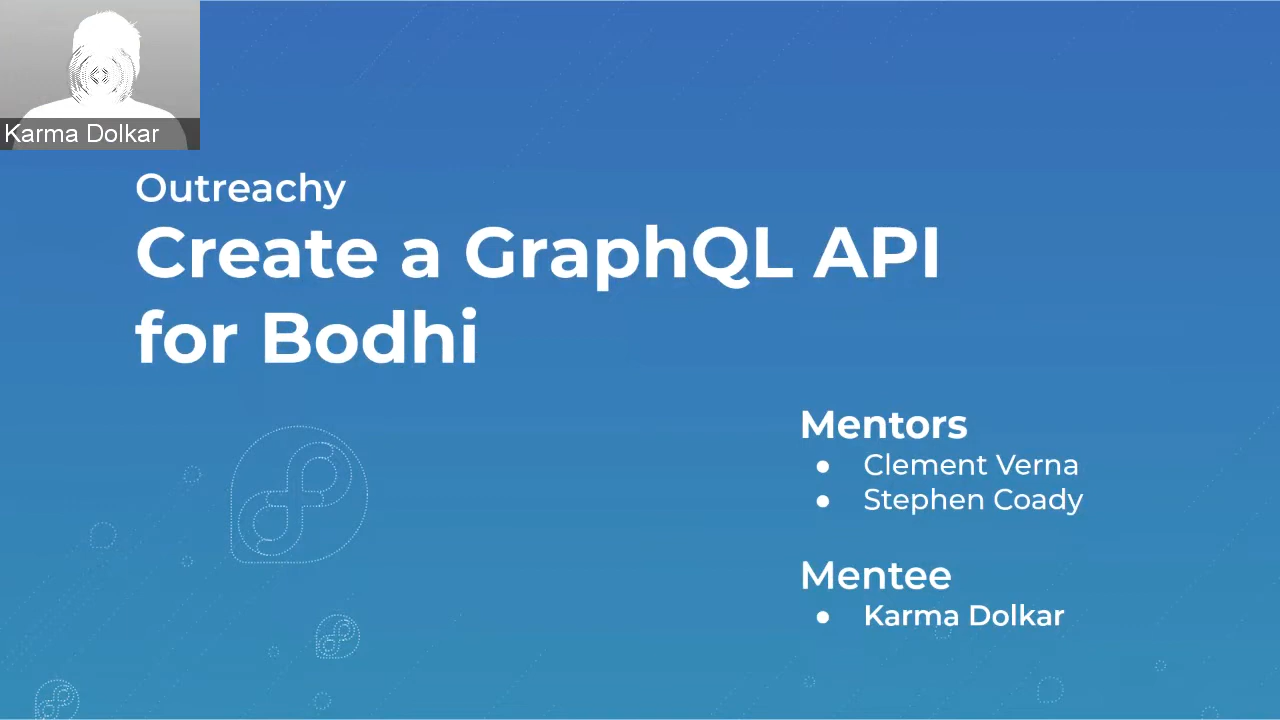 Karma Dolkar
Outreachy
Create a GraphQL API
for Bodhi
Mentors
● Clement Verna
● Stephen Coady
Mentee
● Karma Dolkar